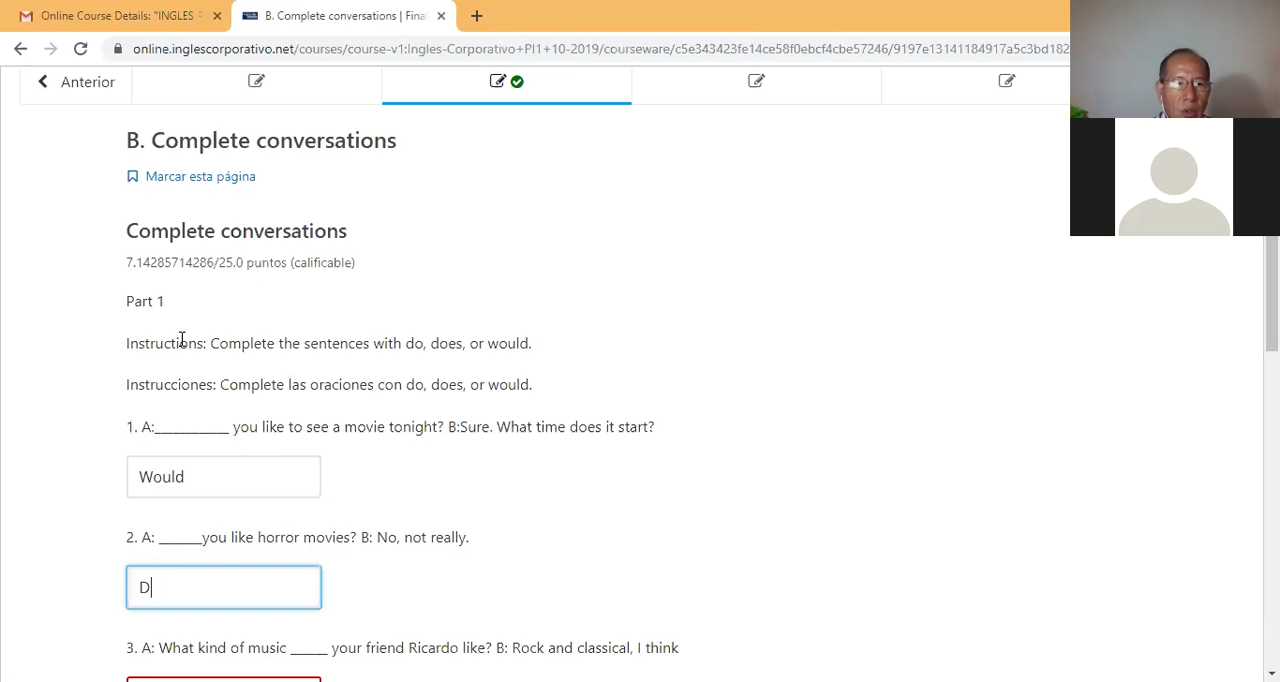 Online Course Details: "INGLES
B. Complete conversations | Fina
online.inglescorporativo.net/courses/course-v1:Ingles-Corporativo+PI1+10-2019/courseware/c5e343423fe14ce58f0ebcf4cbe57246/9197e13141184917a5c3bd182
Anterior
B. Complete conversations
Marcar esta página
Complete conversations
7.14285714286/25.0 puntos (calificable)
Part 1
Instructions: Complete the sentences with do, does, or would.
Instrucciones: Complete las oraciones con do, does, or would.
1. A:___________ you like to see a movie tonight? B:Sure. What time does it start?
Would
2. A: ______you like horror movies? B: No, not really.
D
3. A: What kind of music _____ your friend Ricardo like? B: Rock and classical, I think